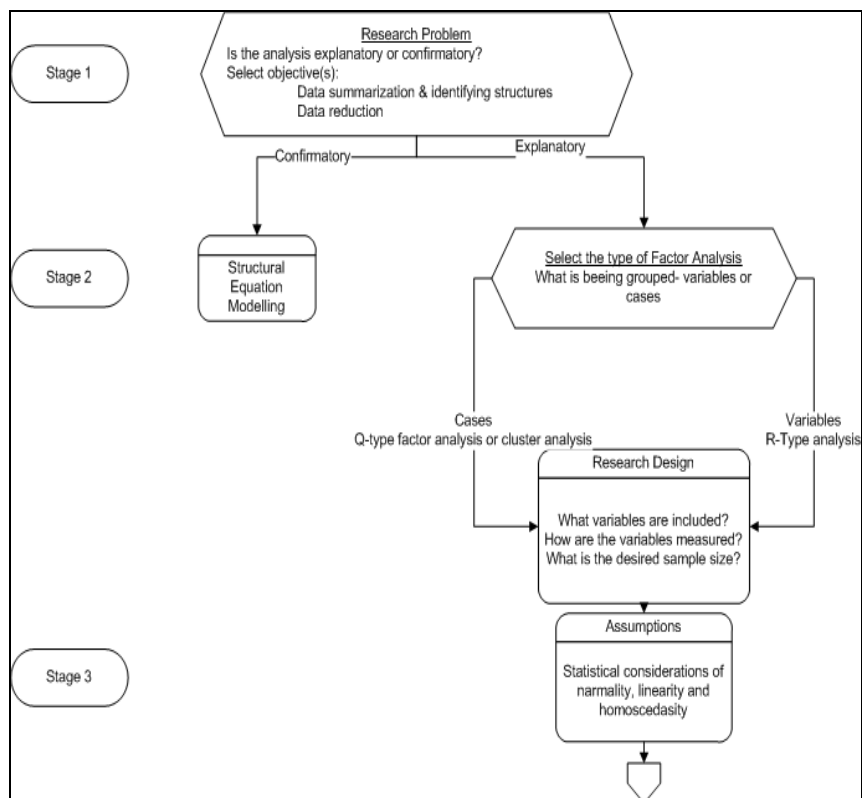 Research Problem
Is the analysis explanatory or confirmatory?
Select objective(s):
Data summarization & identifying structures
Data reduction
Stage 1
Confirmatory
Explanatory
Stage 2
Structural
Equation
Modelling
Select the type of Factor Analysis
What is beeing grouped- variables or
cases
Cases
Q-type factor analysis or cluster analysis
Variables
R-Type analysis
Research Design
What variables are included?
How are the variables measured?
What is the desired sample size?
Stage 3
Assumptions
Statistical considerations of
narmality, linearity and
homoscedasity